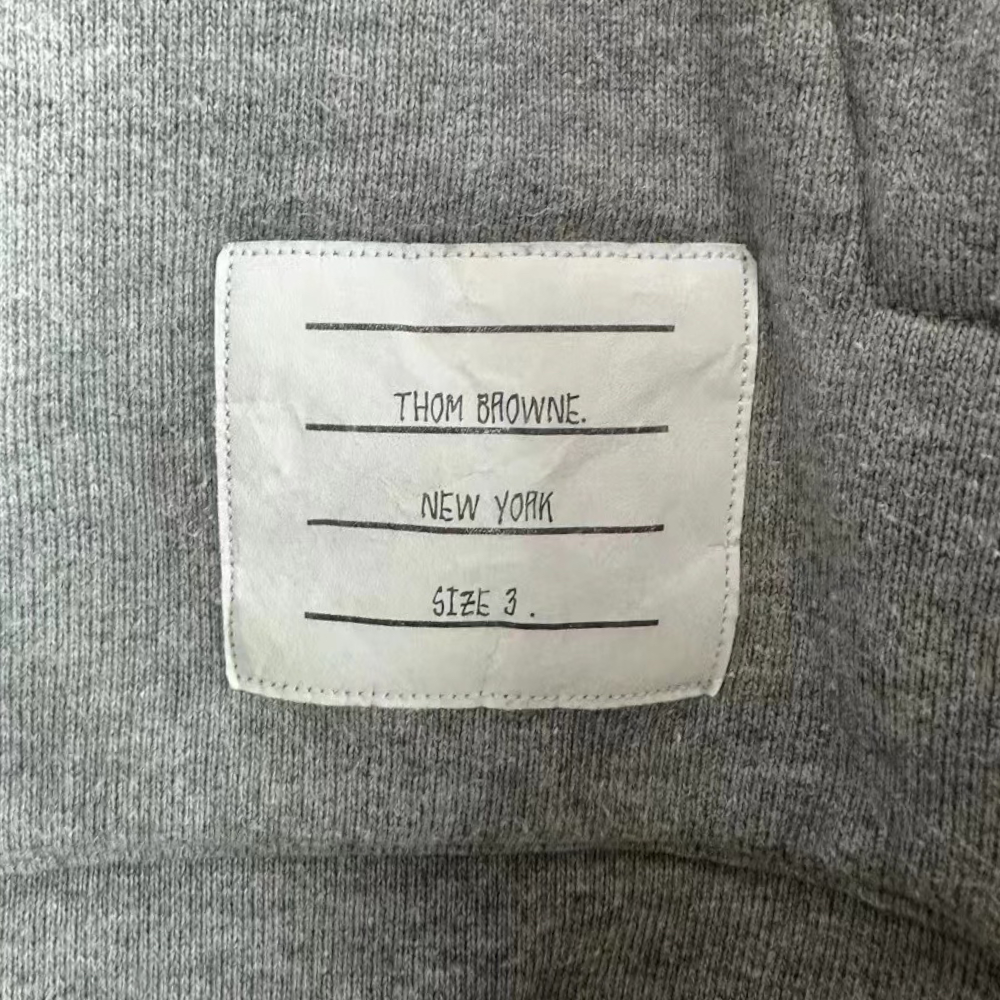 THOM BROWNE.
NEW YORK
SIZE 3 .